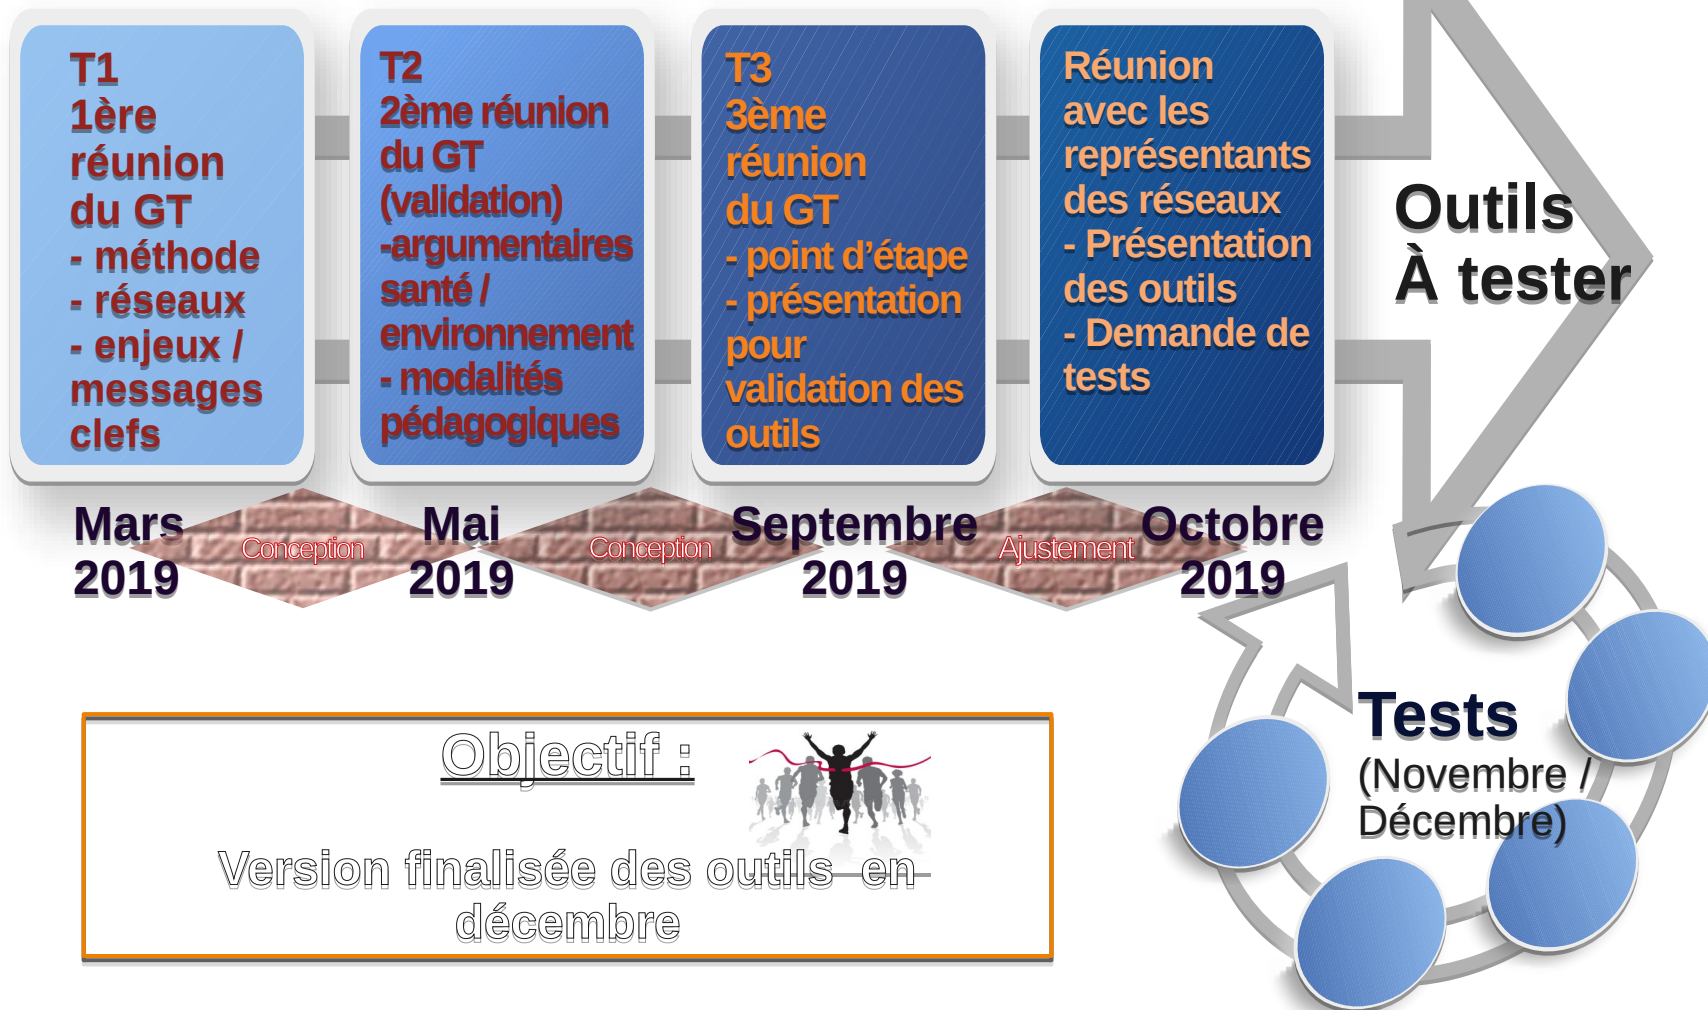 T1
1ère
réunion
du GT
- méthode
- réseaux
- enjeux /
messages
clefs
T2
2ème réunion
du GT
(validation)
-argumentaires
santé /
environnement
- modalités
pédagogiques
T3
3ème
réunion
du GT
- point d’étape
- présentation
pour
validation des
outils
Réunion
avec les
représentants
des réseaux
- Présentation
des outils
- Demande de
tests
Outils
À tester
Mars
2019
Conception
Mai
2019
Conception
Septembre
2019
Ajustement
Octobre
2019
Tests
(Novembre /
Décembre)
Objectif :
Version finalisée des outils en
décembre